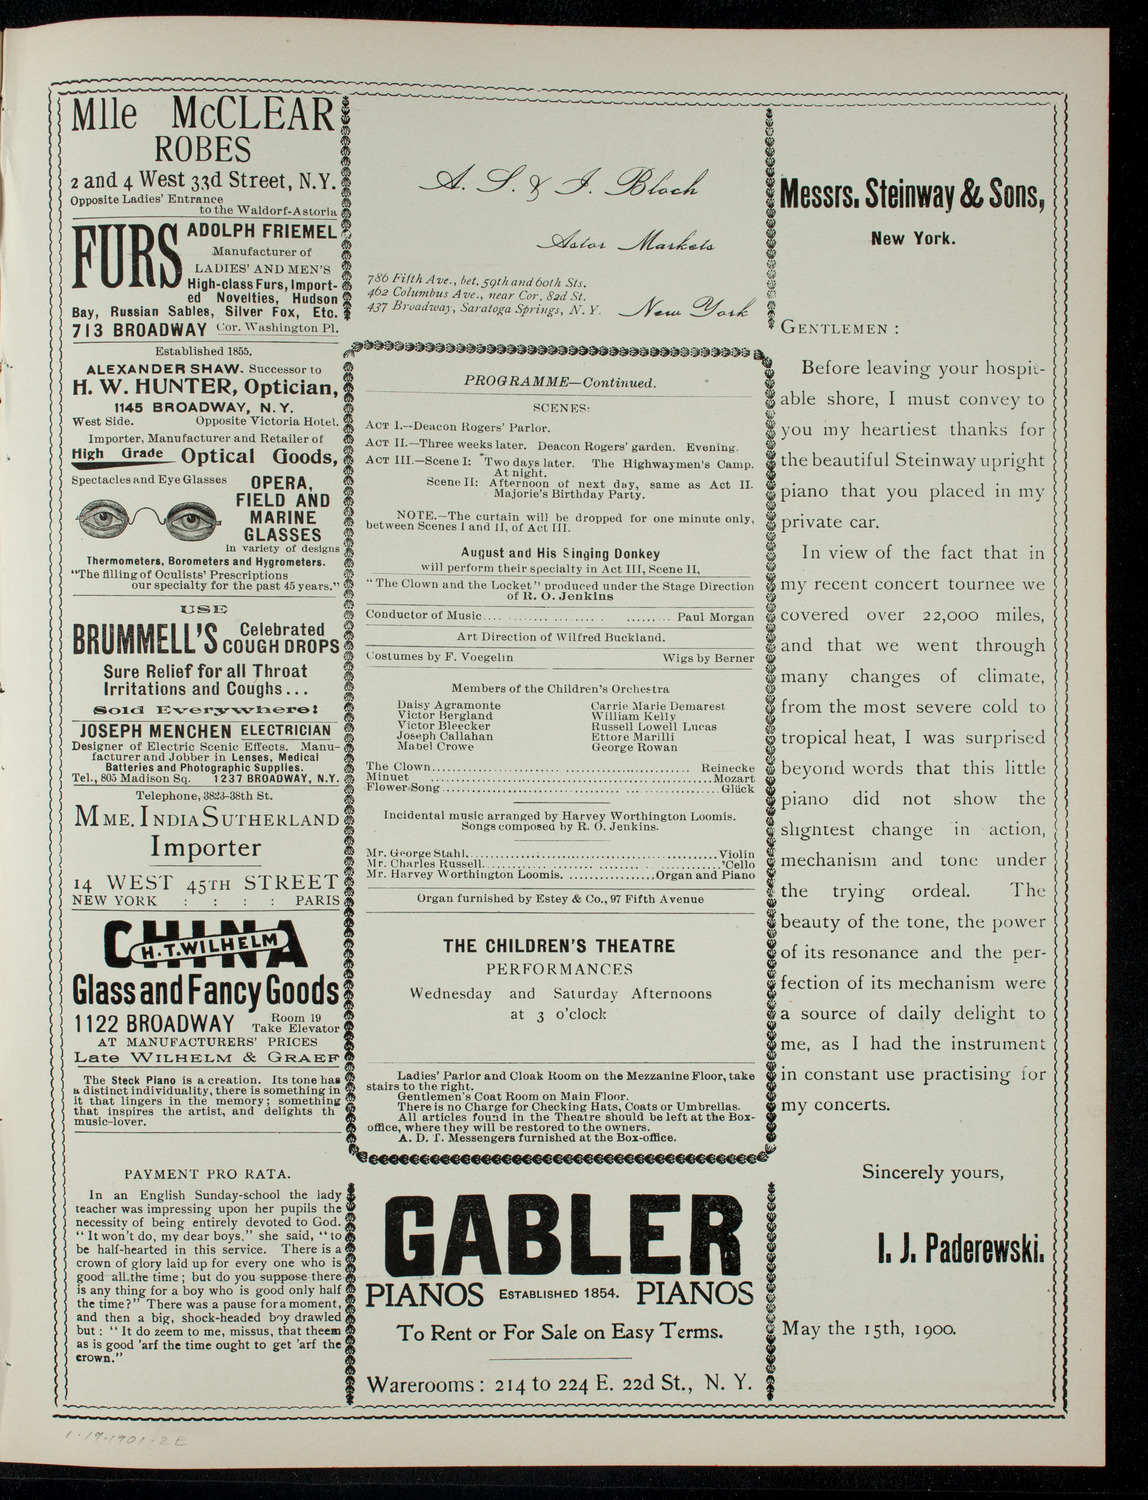 Mlle McCLEAR
ROBES
2 and 4 West 33d Street, N.Y.
Opposite Ladies' Entrance
to the Waldorf-Astoria
FURS
ADOLPH FRIEMEL
Manufacturer of
LADIES' AND MEN'S
High-class Furs, Import-
ed Novelties, Hudson
Bay, Russian Sables, Silver Fox, Etc.
713 BROADWAY Cor. Washington Pl.
Established 1855.
ALEXANDER SHAW. Successor to
H. W. HUNTER, Optician,
1145 BROADWAY, N.Y.
West Side. Opposite Victoria Hotel.
Importer, Manufacturer and Retailer of
High Grade Optical Goods,
Spectacles and Eye Glasses
OPERA,
FIELD AND
MARINE
GLASSES
in variety of designs
Thermometers, Borometers and Hygrometers.
"The filling of Oculists' Prescriptions
our specialty for the past 45 years."
USE
BRUMMELL'S Celebrated
COUGH DROPS
Sure Relief for all Throat
Irritations and Coughs...
Sold Everywhere!
JOSEPH MENCHEN ELECTRICIAN
Designer of Electric Scenic Effects. Manu-
facturer and Jobber in Lenses, Medical
Batteries and Photographic Supplies.
Tel., 805 Madison Sq. 1237 BROADWAY, N.Y.
Telephone, 3823-38th St.
MME. INDIA SUTHERLAND
Importer
14 WEST 45TH STREET
NEW YORK : : : : PARIS
CHINA
H.T. WILHELM
Glass and Fancy Goods
1122 BROADWAY Room 19
Take Elevator
AT MANUFACTURERS' PRICES
Late WILHELM & GRAEF
The Steck Piano is a creation. Its tone has
a distinct individuality, there is something in
it that lingers in the memory; something
that inspires the artist, and delights th
music-lover.
PAYMENT PRO RATA.
In an English Sunday-school the lady
teacher was impressing upon her pupils the
necessity of being entirely devoted to God.
"It won't do, my dear boys." she said, "to
be half-hearted in this service. There is a
crown of glory laid up for every one who is
good all the time; but do you suppose there
is any thing for a boy who is good only half
the time?" There was a pause for a moment,
and then a big, shock-headed boy drawled
but: "It do zeem to me, missus, that theem
as is good 'arf the time ought to get 'arf the
crown."
A. S. & J. Bloch
Astor Markets
786 Fifth Ave., bet. 59th and 60th Sts.
462 Columbus Ave., near Cor. 82d St.
437 Broadway, Saratoga Springs, N. Y.
New York
PROGRAMME—Continued.
SCENES:
ACT I.--Deacon Rogers' Parlor.
ACT II.—Three weeks later. Deacon Rogers' garden. Evening.
ACT III.—Scene I: Two days later. The Highwaymen's Camp.
At night.
Scene II: Afternoon of next day, same as Act II.
Majorie's Birthday Party.
NOTE.—The curtain will be dropped for one minute only,
between Scenes I and II, of Act III.
August and His Singing Donkey
will perform their specialty in Act III, Scene II,
"The Clown and the Locket" produced under the Stage Direction
of R. O. Jenkins
Conductor of Music.... Paul Morgan
Art Direction of Wilfred Buckland.
Costumes by F. Voegelin Wigs by Berner
Members of the Children's Orchestra
Daisy Agramonte Carrie Marie Demarest
Victor Bergland William Kelly
Victor Bleecker Russell Lowell Lucas
Joseph Callahan Ettore Marilli
Mabel Crowe George Rowan
The Clown.... Reinecke
Minuet ....Mozart
Flower Song ....Glück
Incidental music arranged by Harvey Worthington Loomis.
Songs composed by R. O. Jenkins.
Mr. George Stahl....Violin
Mr. Charles Russell....'Cello
Mr. Harvey Worthington Loomis. ....Organ and Piano
Organ furnished by Estey & Co., 97 Fifth Avenue
THE CHILDREN'S THEATRE
PERFORMANCES
Wednesday and Saturday Afternoons
at 3 o'clock
Ladies' Parlor and Cloak Room on the Mezzanine Floor, take
stairs to the right.
Gentlemen's Coat Room on Main Floor.
There is no Charge for Checking Hats, Coats or Umbrellas.
All articles found in the Theatre should be left at the Box-
office, where they will be restored to the owners.
A. D. T. Messengers furnished at the Box-office.
GABLER
PIANOS ESTABLISHED 1854. PIANOS
To Rent or For Sale on Easy Terms.
Warerooms: 214 to 224 E. 22d St., N. Y.
Messrs. Steinway & Sons,
New York.
GENTLEMEN:
Before leaving your hospit-
able shore, I must convey to
you my heartiest thanks for
the beautiful Steinway upright
piano that you placed in my
private car.
In view of the fact that in
my recent concert tournee we
covered over 22,000 miles,
and that we went through
many changes of climate,
from the most severe cold to
tropical heat, I was surprised
beyond words that this little
piano did not show the
slightest change in action,
mechanism and tone under
the trying ordeal. The
beauty of the tone, the power
of its resonance and the per-
fection of its mechanism were
a source of daily delight to
me, as I had the instrument
in constant use practising for
my concerts.
Sincerely yours,
I. J. Paderewski.
May the 15th, 1900.
1-19-1901-2E